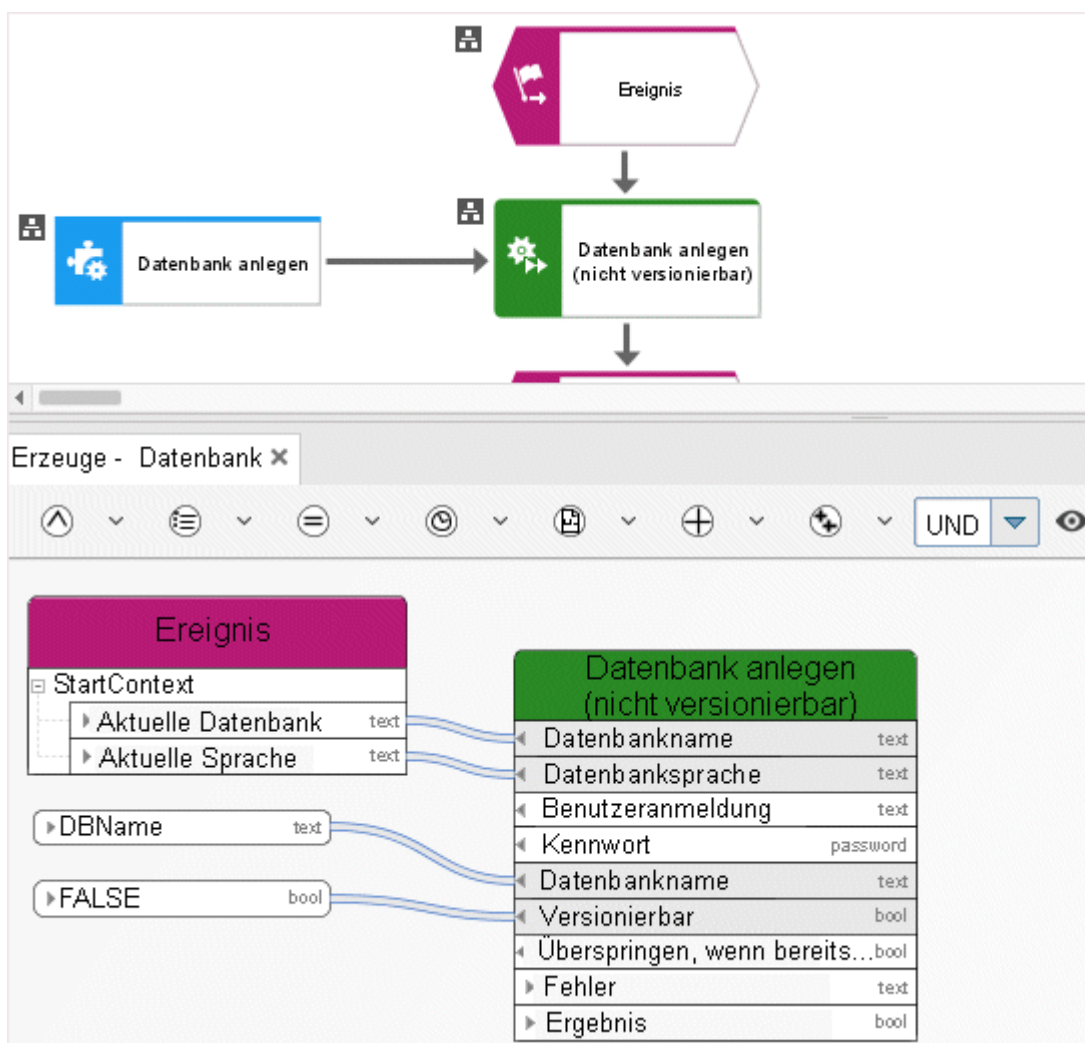 Ereignis
Datenbank anlegen
Datenbank anlegen
(nicht versionierbar)
Erzeuge - Datenbank
UND
Ereignis
StartContext
Aktuelle Datenbank text
Aktuelle Sprache text
DBName text
FALSE bool
Datenbank anlegen
(nicht versionierbar)
Datenbankname text
Datenbanksprache text
Benutzeranmeldung text
Kennwort password
Datenbankname text
Versionierbar bool
Überspringen, wenn bereits...bool
Fehler text
Ergebnis bool